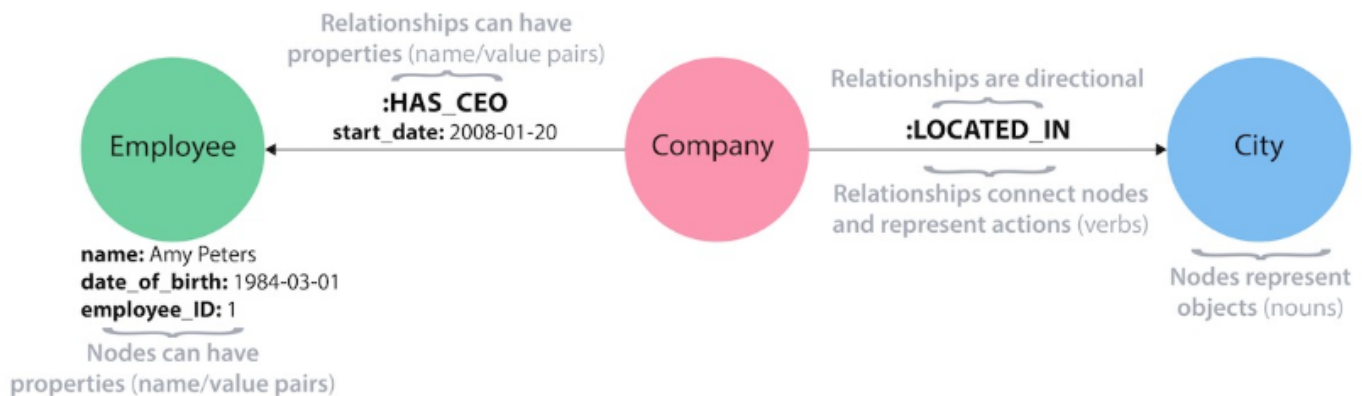 Relationships can have
properties (name/value pairs)
:HAS_CEO
start_date: 2008-01-20
Employee
name: Amy Peters
date_of_birth: 1984-03-01
employee_ID: 1
Nodes can have
properties (name/value pairs)
Company
Relationships are directional
:LOCATED_IN
Relationships connect nodes
and represent actions (verbs)
City
Nodes represent
objects (nouns)